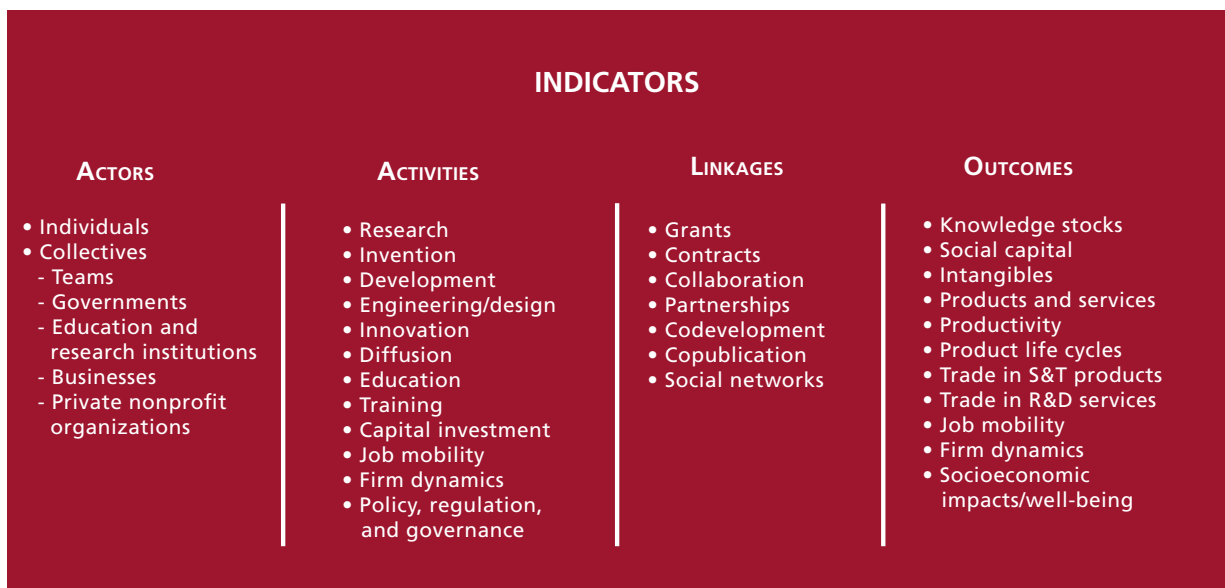 INDICATORS
ACTORS
• Individuals
• Collectives
- Teams
- Governments
- Education and
research institutions
- Businesses
- Private nonprofit
organizations
ACTIVITIES
• Research
• Invention
• Development
• Engineering/design
• Innovation
• Diffusion
• Education
• Training
• Capital investment
• Job mobility
• Firm dynamics
• Policy, regulation,
and governance
LINKAGES
• Grants
• Contracts
• Collaboration
• Partnerships
• Codevelopment
• Copublication
• Social networks
OUTCOMES
• Knowledge stocks
• Social capital
• Intangibles
• Products and services
• Productivity
• Product life cycles
• Trade in S&T products
• Trade in R&D services
• Job mobility
• Firm dynamics
• Socioeconomic
impacts/well-being